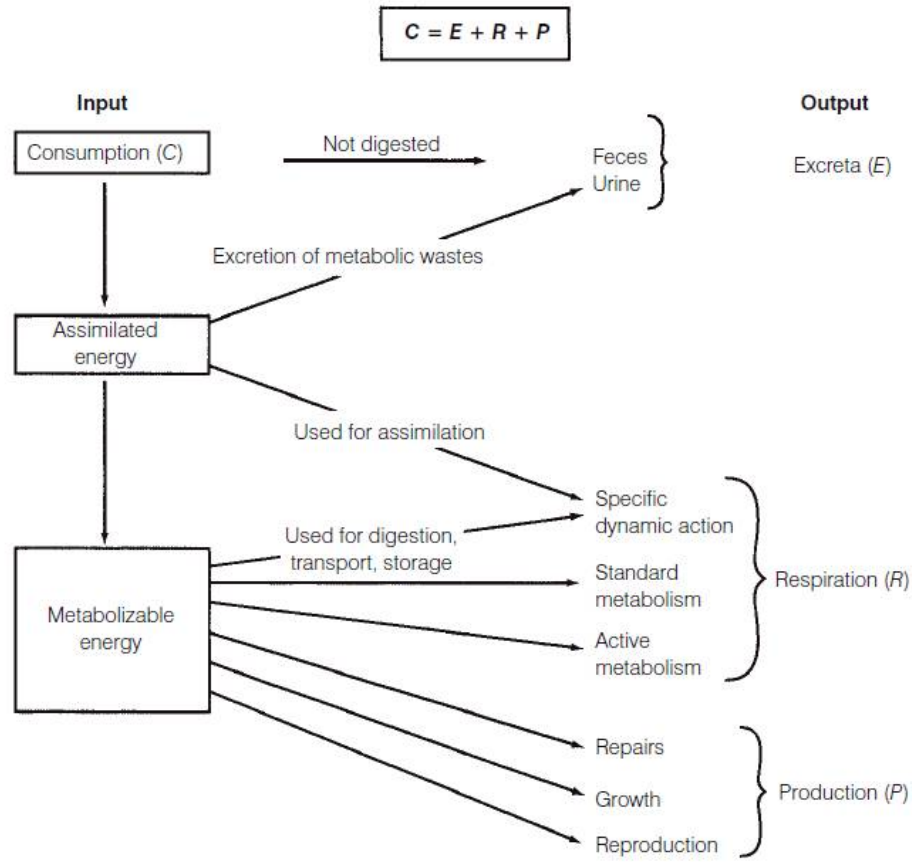 C = E + R + P
Input
Output
Consumption (C)
Not digested
Feces
Urine
Excreta (E)
Excretion of metabolic wastes
Assimilated
energy
Used for assimilation
Specific
dynamic action
Used for digestion,
transport, storage
Standard
metabolism
Respiration (R)
Metabolizable
energy
Active
metabolism
Repairs
Growth
Production (P)
Reproduction